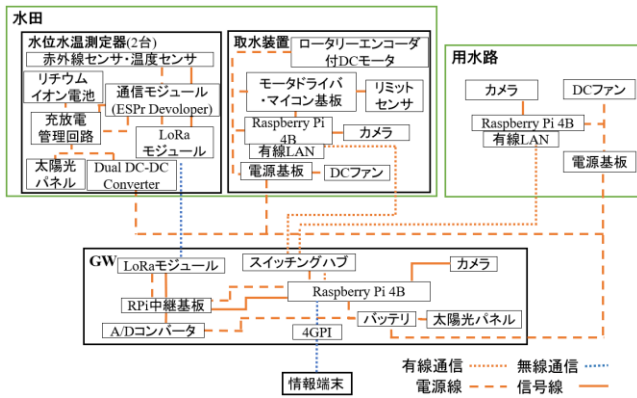 水田
水位水温測定器(2台)
赤外線センサ・温度センサ
リチウム
イオン電池
通信モジュール
(ESPr Devoloper)
充放電
管理回路
LoRa
モジュール
太陽光
パネル
Dual DC-DC
Converter
取水装置
ロータリーエンコーダ
付DCモータ
モータドライバ
・マイコン基板
リミット
センサ
Raspberry Pi
4B
カメラ
有線LAN
電源基板
DCファン
用水路
カメラ
DCファン
Raspberry Pi 4B
有線LAN
電源基板
GW
LoRaモジュール
スイッチングハブ
カメラ
Raspberry Pi 4B
RPi中継基板
バッテリ
太陽光パネル
A/Dコンバータ
4GPI
情報端末
有線通信
無線通信
電源線
信号線